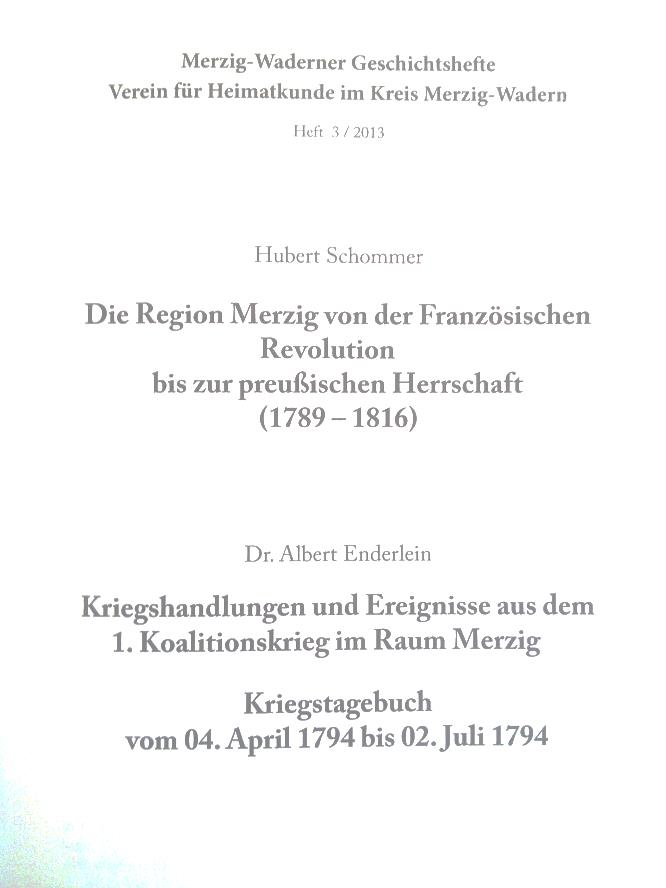 Merzig-Waderner Geschichtshefte
Verein für Heimatkunde im Kreis Merzig-Wadern
Heft 3 / 2013
Hubert Schommer
Die Region Merzig von der Französischen
Revolution
bis zur preußischen Herrschaft
(1789 – 1816)
Dr. Albert Enderlein
Kriegshandlungen und Ereignisse aus dem
1. Koalitionskrieg im Raum Merzig
Kriegstagebuch
vom 04. April 1794 bis 02. Juli 1794